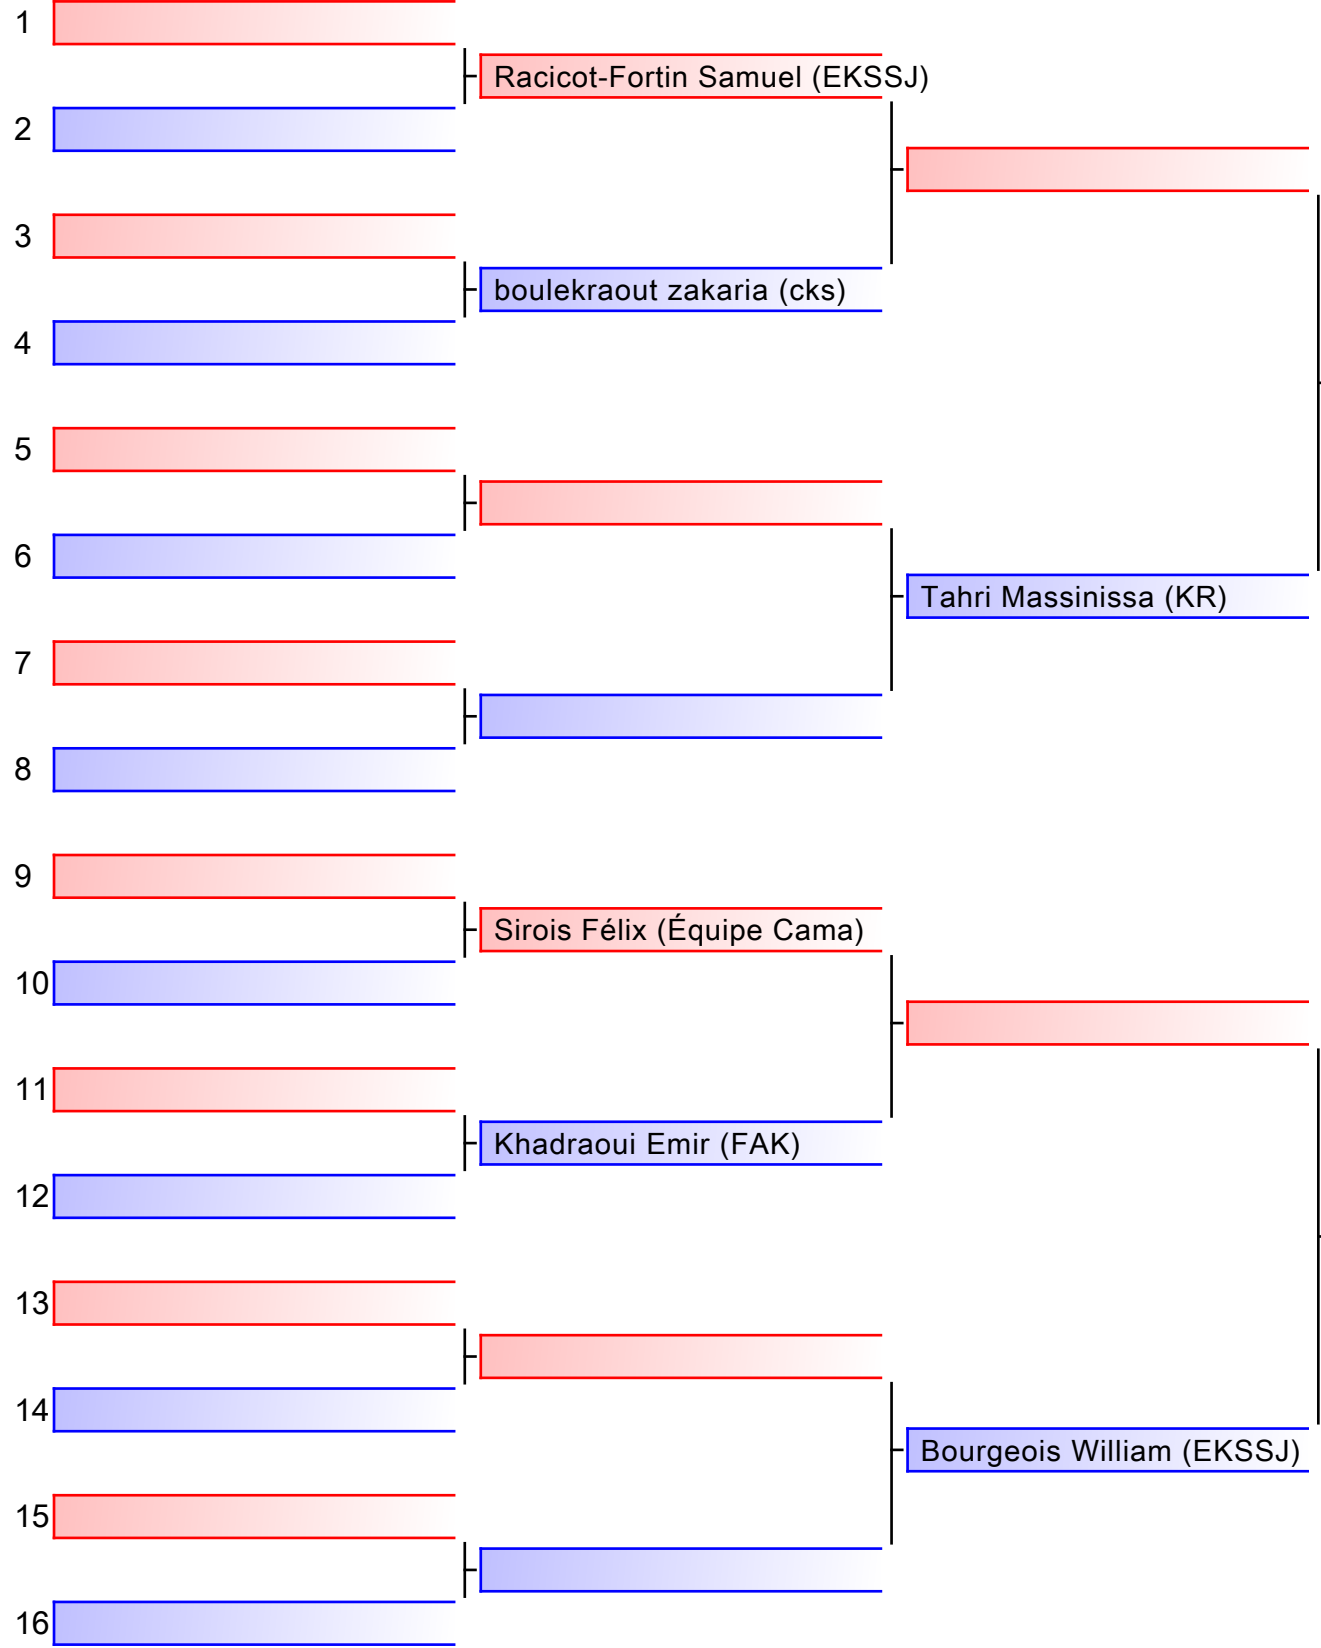 1
Racicot-Fortin Samuel (EKSSJ)
2
3
boulekraout zakaria (cks)
4
5
6
Tahri Massinissa (KR)
7
8
9
Sirois Félix (Équipe Cama)
10
11
Khadraoui Emir (FAK)
12
13
14
Bourgeois William (EKSSJ)
15
16